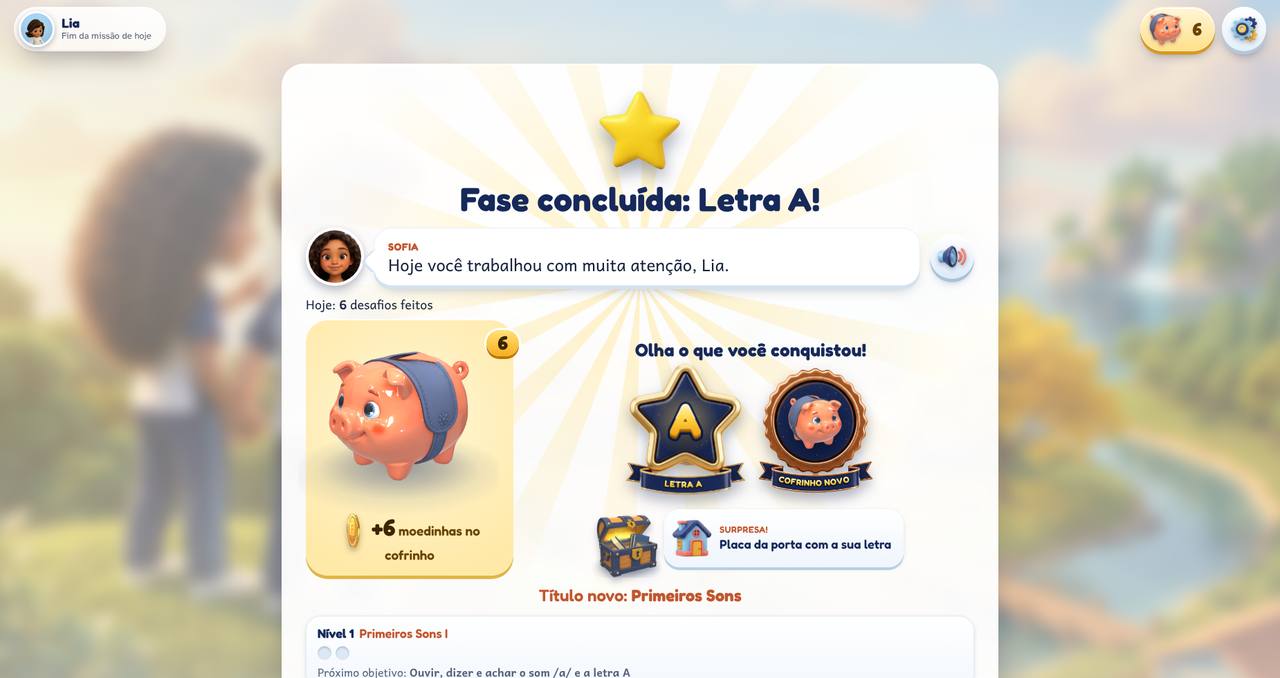 Lia
Fim da missão de hoje
6
Fase concluída: Letra A!
SOFIA
Hoje você trabalhou com muita atenção, Lia.
Hoje: 6 desafios feitos
6
+6 moedinhas no
cofrinho
Olha o que você conquistou!
A
LETRA A
COFRINHO NOVO
SURPRESA!
Placa da porta com a sua letra
Título novo: Primeiros Sons
Nível 1 Primeiros Sons I
Próximo objetivo: Ouvir, dizer e achar o som /a/ e a letra A